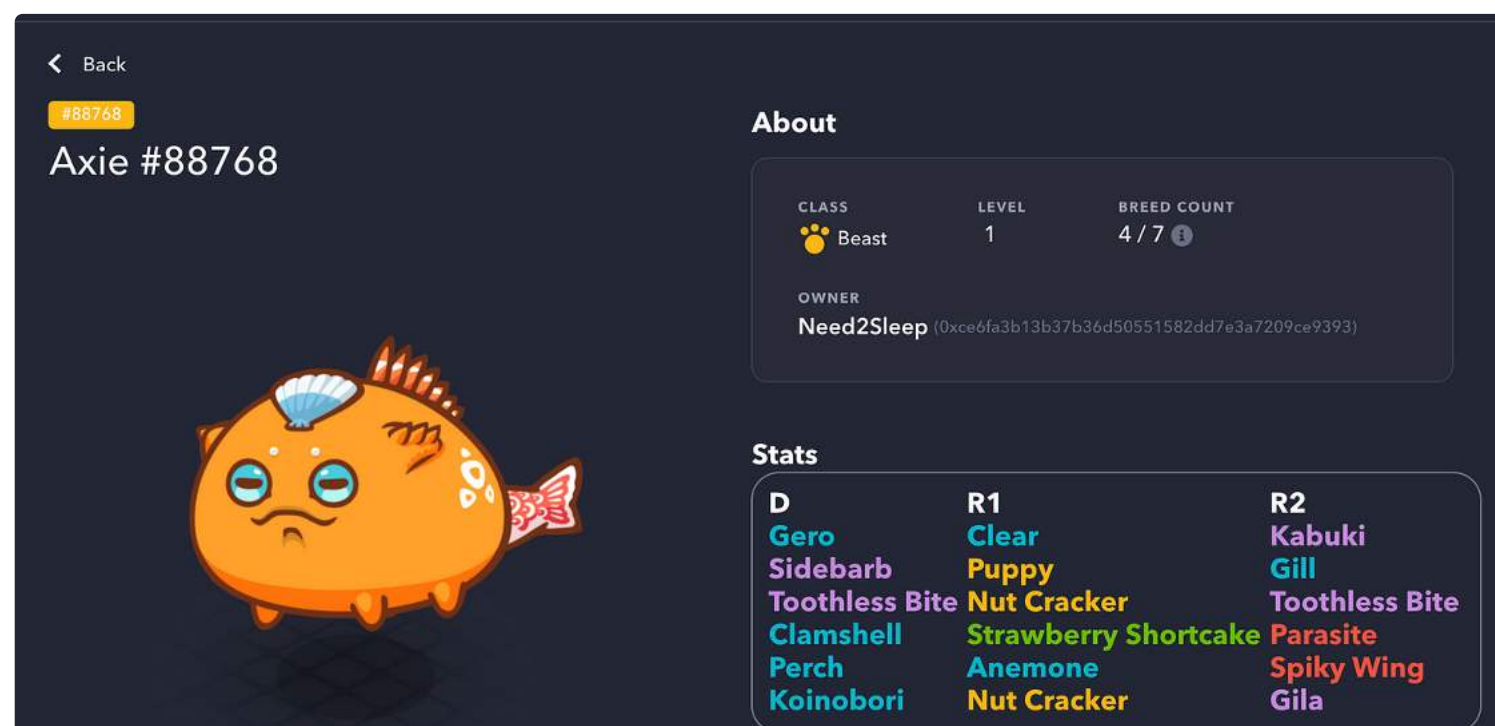 Back
#88768
Axie #88768
About
CLASS LEVEL BREED COUNT
Beast 1 4 / 7
OWNER
Need2Sleep (0xce6fa3b13b37b36d50551582dd7e3a7209ce9393)
Stats
D R1 R2
Gero Clear Kabuki
Sidebarb Puppy Gill
Toothless Bite Nut Cracker Toothless Bite
Clamshell Strawberry Shortcake Parasite
Perch Anemone Spiky Wing
Koinobori Nut Cracker Gila